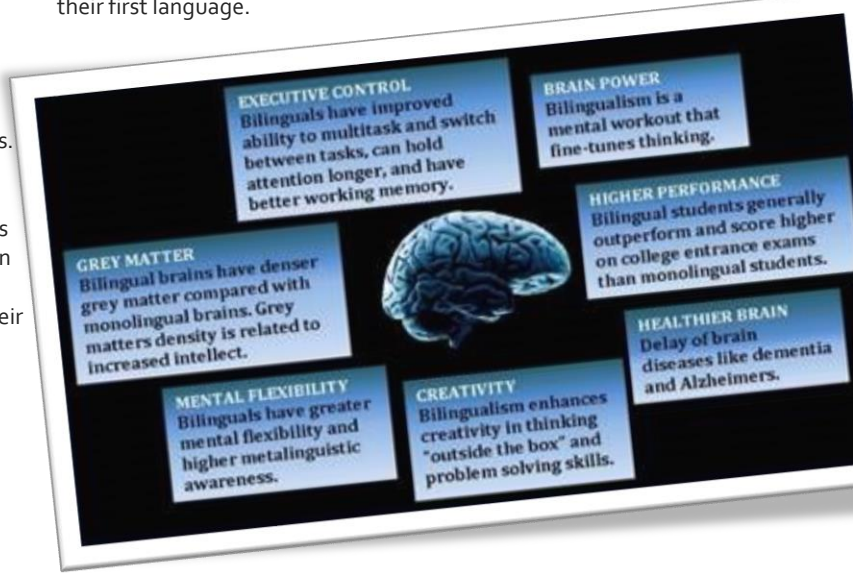 their first language.
s.
s
n
eir
EXECUTIVE CONTROL
Bilinguals have improved
ability to multitask and switch
between tasks, can hold
attention longer, and have
better working memory.
BRAIN POWER
Bilingualism is a
mental workout that
fine-tunes thinking.
HIGHER PERFORMANCE
Bilingual students generally
outperform and score higher
on college entrance exams
than monolingual students.
GREY MATTER
Bilingual brains have denser
grey matter compared with
monolingual brains. Grey
matters density is related to
increased intellect.
HEALTHIER BRAIN
Delay of brain
diseases like dementia
and Alzheimers.
MENTAL FLEXIBILITY
Bilinguals have greater
mental flexibility and
higher metalinguistic
awareness.
CREATIVITY
Bilingualism enhances
creativity in thinking
"outside the box" and
problem solving skills.